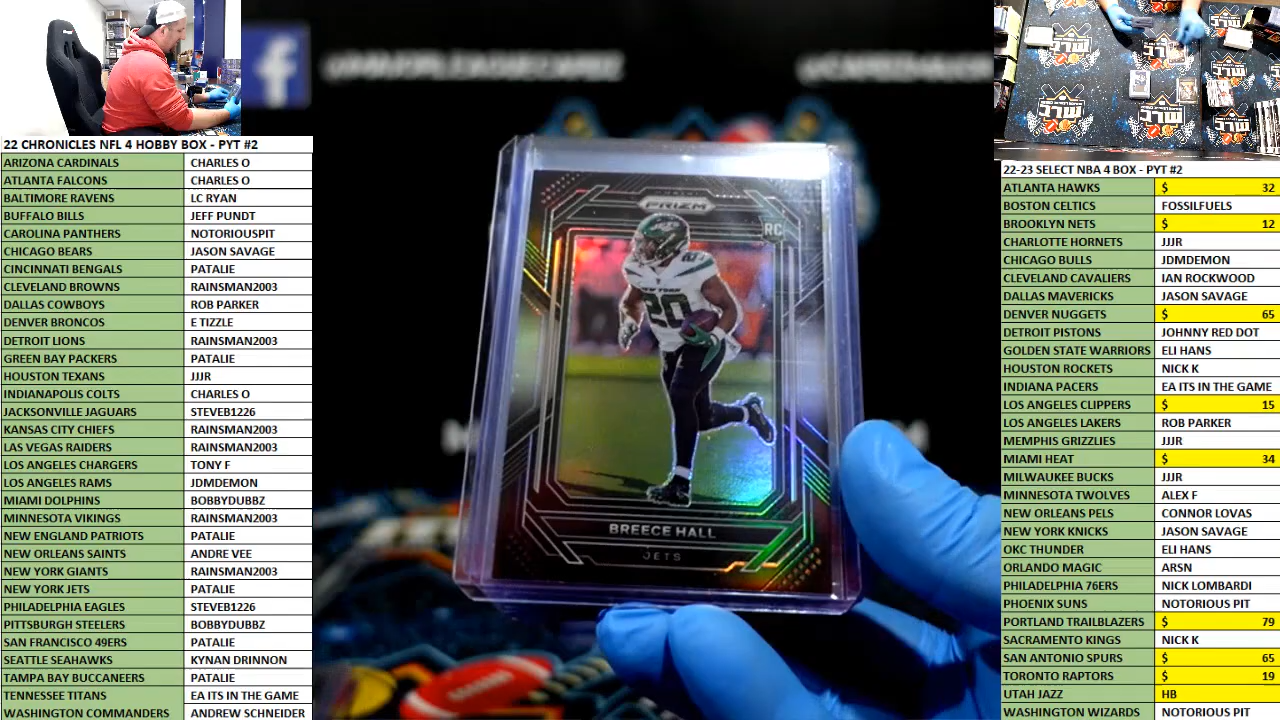 22 CHRONICLES NFL 4 HOBBY BOX - PYT #2
ARIZONA CARDINALS CHARLES O
ATLANTA FALCONS CHARLES O
BALTIMORE RAVENS LC RYAN
BUFFALO BILLS JEFF PUNDT
CAROLINA PANTHERS NOTORIOUSPIT
CHICAGO BEARS JASON SAVAGE
CINCINNATI BENGALS PATALIE
CLEVELAND BROWNS RAINSMAN2003
DALLAS COWBOYS ROB PARKER
DENVER BRONCOS E TIZZLE
DETROIT LIONS RAINSMAN2003
GREEN BAY PACKERS PATALIE
HOUSTON TEXANS JJJR
INDIANAPOLIS COLTS CHARLES O
JACKSONVILLE JAGUARS STEVEB1226
KANSAS CITY CHIEFS RAINSMAN2003
LAS VEGAS RAIDERS RAINSMAN2003
LOS ANGELES CHARGERS TONY F
LOS ANGELES RAMS JDMDEMON
MIAMI DOLPHINS BOBBYDUBBZ
MINNESOTA VIKINGS RAINSMAN2003
NEW ENGLAND PATRIOTS PATALIE
NEW ORLEANS SAINTS ANDRE VEE
NEW YORK GIANTS RAINSMAN2003
NEW YORK JETS PATALIE
PHILADELPHIA EAGLES STEVEB1226
PITTSBURGH STEELERS BOBBYDUBBZ
SAN FRANCISCO 49ERS PATALIE
SEATTLE SEAHAWKS KYNAN DRINNON
TAMPA BAY BUCCANEERS PATALIE
TENNESSEE TITANS EA ITS IN THE GAME
WASHINGTON COMMANDERS ANDREW SCHNEIDER
PRIZM
RC
NEW YORK
20
BREECE HALL
JETS
MLC
22-23 SELECT NBA 4 BOX - PYT #2
ATLANTA HAWKS $ 32
BOSTON CELTICS FOSSILFUELS
BROOKLYN NETS $ 12
CHARLOTTE HORNETS JJJR
CHICAGO BULLS JDMDEMON
CLEVELAND CAVALIERS IAN ROCKWOOD
DALLAS MAVERICKS JASON SAVAGE
DENVER NUGGETS $ 65
DETROIT PISTONS JOHNNY RED DOT
GOLDEN STATE WARRIORS ELI HANS
HOUSTON ROCKETS NICK K
INDIANA PACERS EA ITS IN THE GAME
LOS ANGELES CLIPPERS $ 15
LOS ANGELES LAKERS ROB PARKER
MEMPHIS GRIZZLIES JJJR
MIAMI HEAT $ 34
MILWAUKEE BUCKS JJJR
MINNESOTA TWOLVES ALEX F
NEW ORLEANS PELS CONNOR LOVAS
NEW YORK KNICKS JASON SAVAGE
OKC THUNDER ELI HANS
ORLANDO MAGIC ARSN
PHILADELPHIA 76ERS NICK LOMBARDI
PHOENIX SUNS NOTORIOUS PIT
PORTLAND TRAILBLAZERS $ 79
SACRAMENTO KINGS NICK K
SAN ANTONIO SPURS $ 65
TORONTO RAPTORS $ 19
UTAH JAZZ HB
WASHINGTON WIZARDS NOTORIOUS PIT